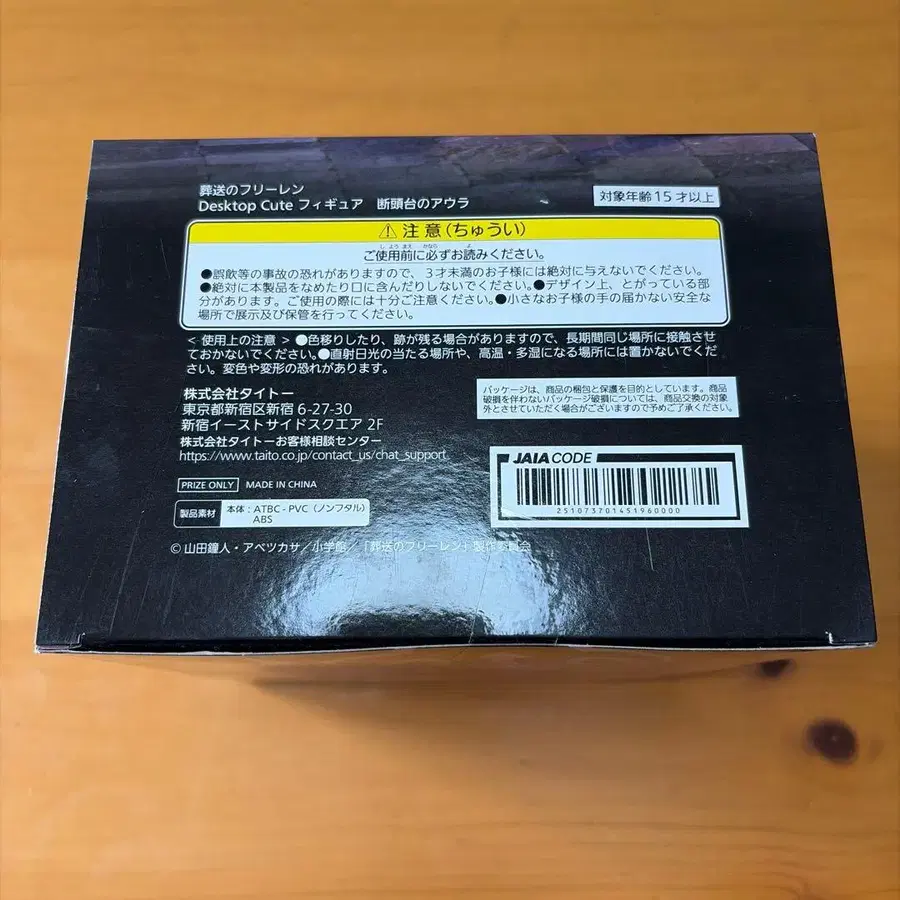 葬送のフリーレン
Desktop Cute フィギュア 断頭台のアウラ
対象年齢15才以上
⚠注意(ちゅうい)
ご使用前に必ずお読みください。
しようまえ かなら よ
●誤飲等の事故の恐れがありますので、3才未満のお子様には絶対に与えないでください。
●絶対に本製品をなめたり口に含んだりしないでください。●デザイン上、とがっている部
分があります。ご使用の際には十分ご注意ください。●小さなお子様の手の届かない安全な
場所で展示及び保管を行ってください。
< 使用上の注意 > ●色移りしたり、跡が残る場合がありますので、長期間同じ場所に接触させ
ておかないでください。●直射日光の当たる場所や、高温・多湿になる場所には置かないでくだ
さい。変色や変形の恐れがあります。
株式会社タイトー
東京都新宿区新宿 6-27-30
新宿イーストサイドスクエア 2F
株式会社タイトーお客様相談センター
https://www.taito.co.jp/contact_us/chat_support
パッケージは、商品の梱包と保護を目的としています。商品
破損を伴わないパッケージ破損については、商品交換の対象
外とさせていただく場合がございますので予めご了承ください。
PRIZE ONLY MADE IN CHINA
製品素材 本体:ATBC-PVC(ノンフタル)
ABS
JAIA CODE
251073701451960000
© 山田鐘人・アベツカサ/小学館/「葬送のフリーレン」製作委員会